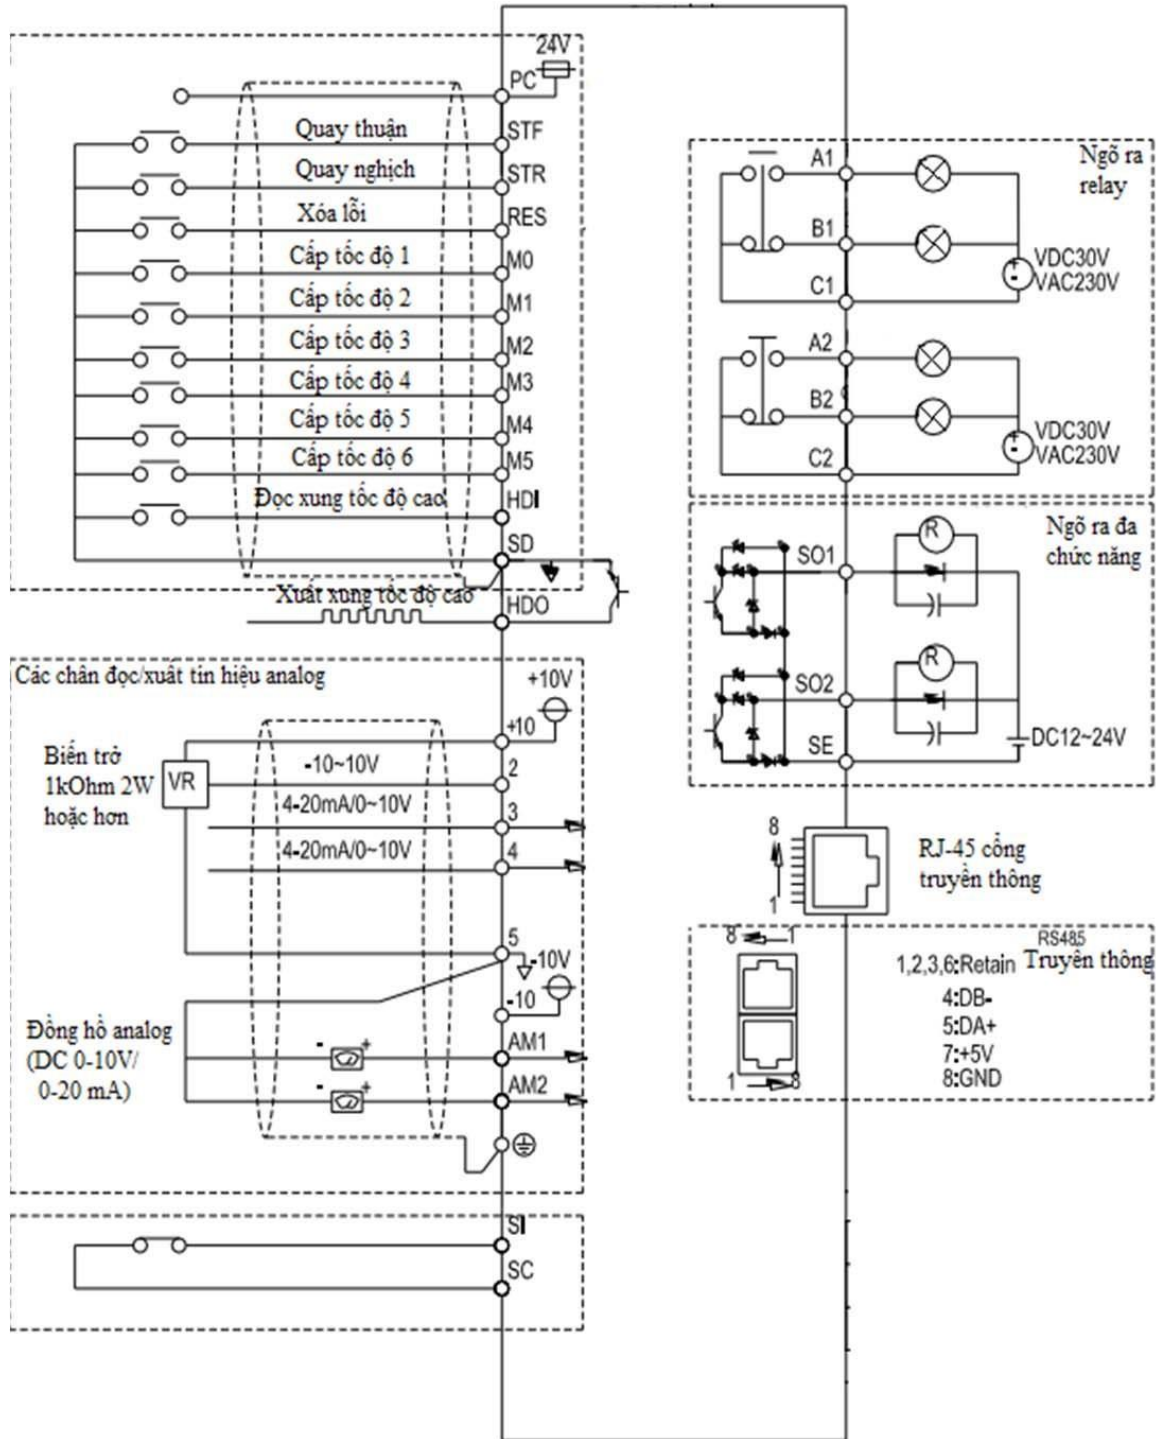 24V
PC
Quay thuận
STF
Quay nghịch
STR
Xóa lỗi
RES
Cấp tốc độ 1
M0
Cấp tốc độ 2
M1
Cấp tốc độ 3
M2
Cấp tốc độ 4
M3
Cấp tốc độ 5
M4
Cấp tốc độ 6
M5
Đọc xung tốc độ cao
HDI
SD
Xuất xung tốc độ cao
HDO
Các chân đọc/xuất tín hiệu analog
+10V
+10
Biến trở
1kOhm 2W
hoặc hơn
VR
-10~10V
2
4-20mA/0~10V
3
4-20mA/0~10V
4
5
-10V
-10
Đồng hồ analog
(DC 0-10V/
0-20 mA)
- +
AM1
- +
AM2
SI
SC
Ngõ ra
relay
A1
B1
C1
+
-
VDC30V
VAC230V
A2
B2
C2
+
-
VDC30V
VAC230V
Ngõ ra đa
chức năng
SO1
R
SO2
R
SE
DC12~24V
8
1
RJ-45 cổng
truyền thông
8 1
RS485
1,2,3,6:Retain Truyền thông
4:DB-
5:DA+
7:+5V
8:GND
1 8